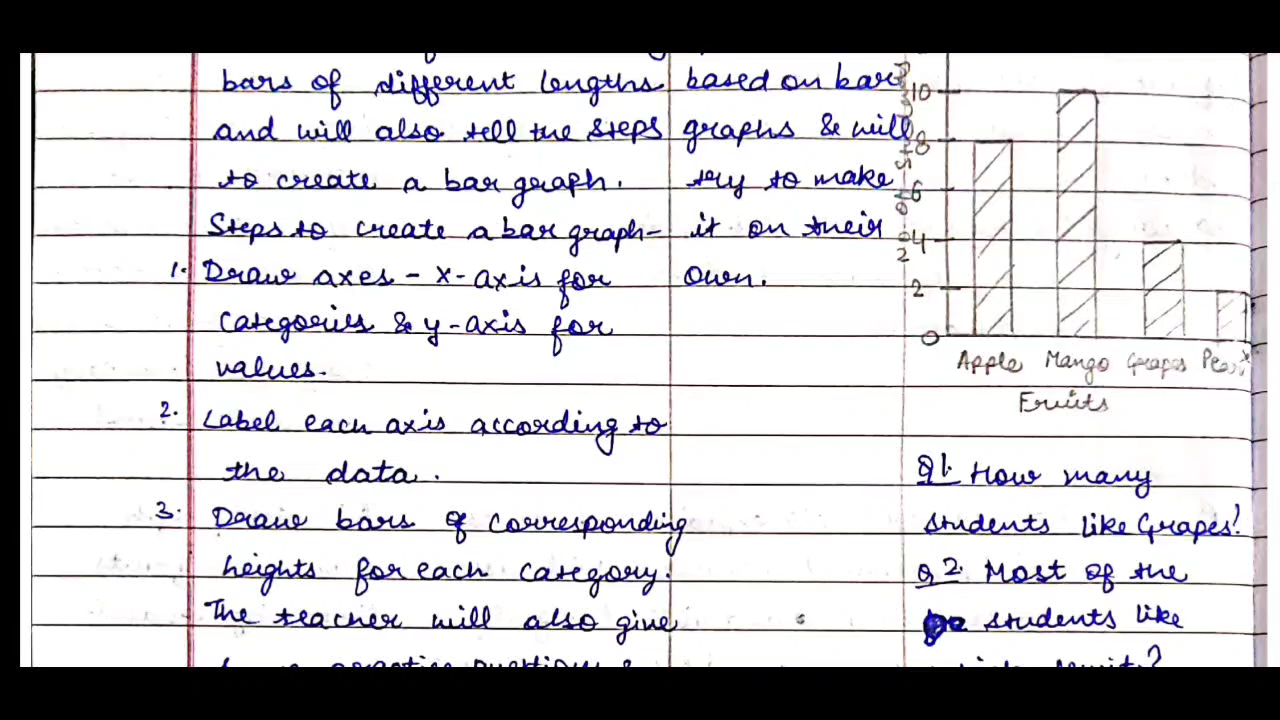 bars of different lengths
and will also tell the steps
to create a bar graph.
Steps to create a bar graph-
1. Draw axes - x-axis for
categories & y-axis for
values.
2. Label each axis according to
the data.
3. Draw bars of corresponding
heights for each category.
The teacher will also give
based on bar
graphs & will
try to make
it on their
own.
10
8
6
4
2
0
Apple Mango Grapes
Fruits
Q1. How many
students like Grapes?
Q2. Most of the
students like